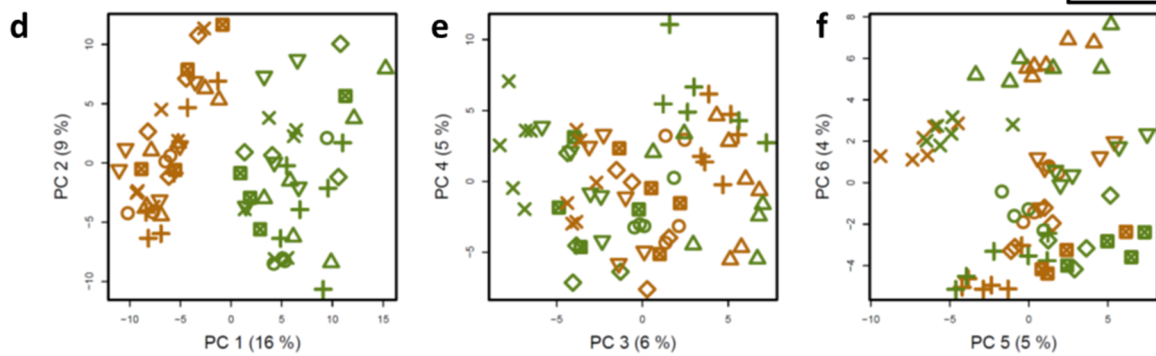 d
10
5
0
−5
−10
PC 2 (9 %)
−10 −5 0 5 10 15
PC 1 (16 %)
e
10
5
0
−5
PC 4 (5 %)
−5 0 5
PC 3 (6 %)
f
8
6
4
2
0
−2
−4
PC 6 (4 %)
−10 −5 0 5
PC 5 (5 %)